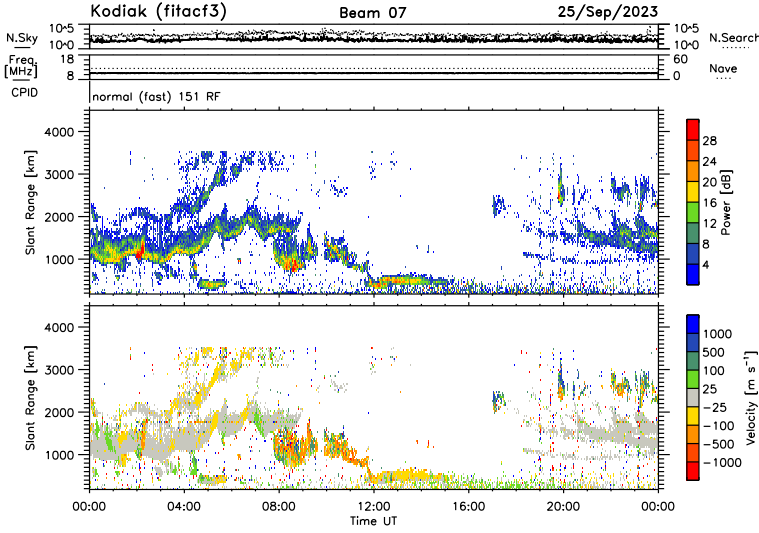 Kodiak (fitacf3) Beam 07 25/Sep/2023
N.Sky 10^5 10^0 10^5 10^0 N.Search
Freq. [MHz] 18 8 60 0 Nave
CPID normal (fast) 151 RF
Slant Range [km] 4000 3000 2000 1000
Power [dB] 28 24 20 16 12 8 4
Slant Range [km] 4000 3000 2000 1000
Velocity [m s⁻¹] 1000 500 100 25 −25 −100 −500 −1000
00:00 04:00 08:00 12:00 16:00 20:00 00:00
Time UT